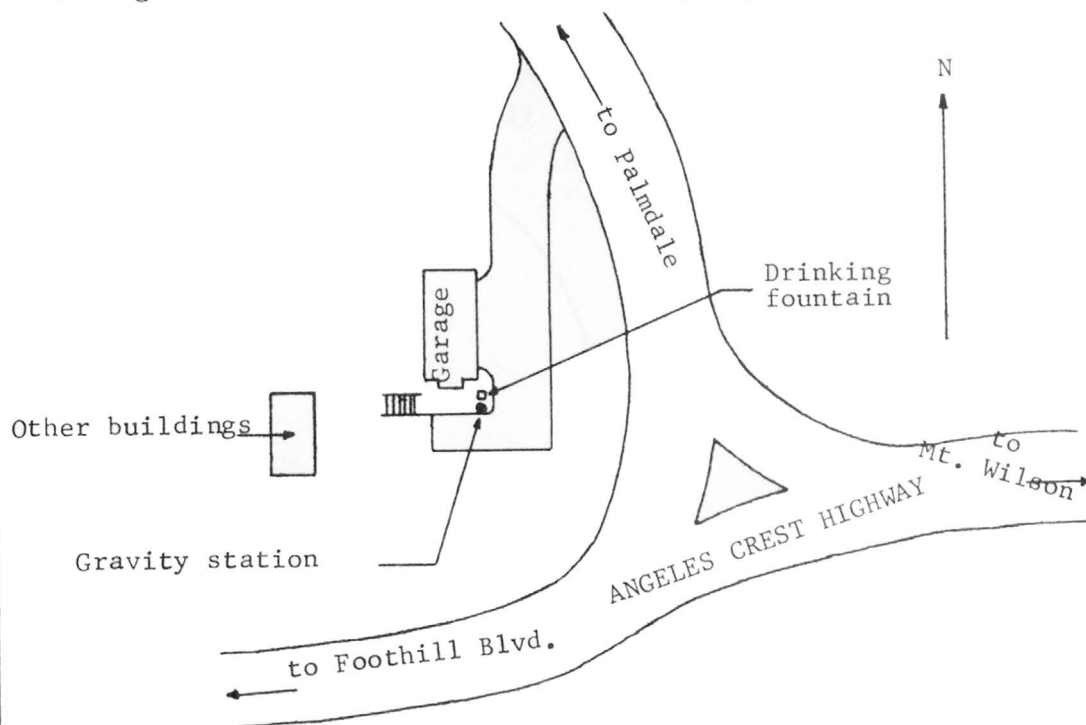 N
to Palmdale
Drinking
fountain
Garage
Other buildings
to
Mt. Wilson
ANGELES CREST HIGHWAY
Gravity station
to Foothill Blvd.